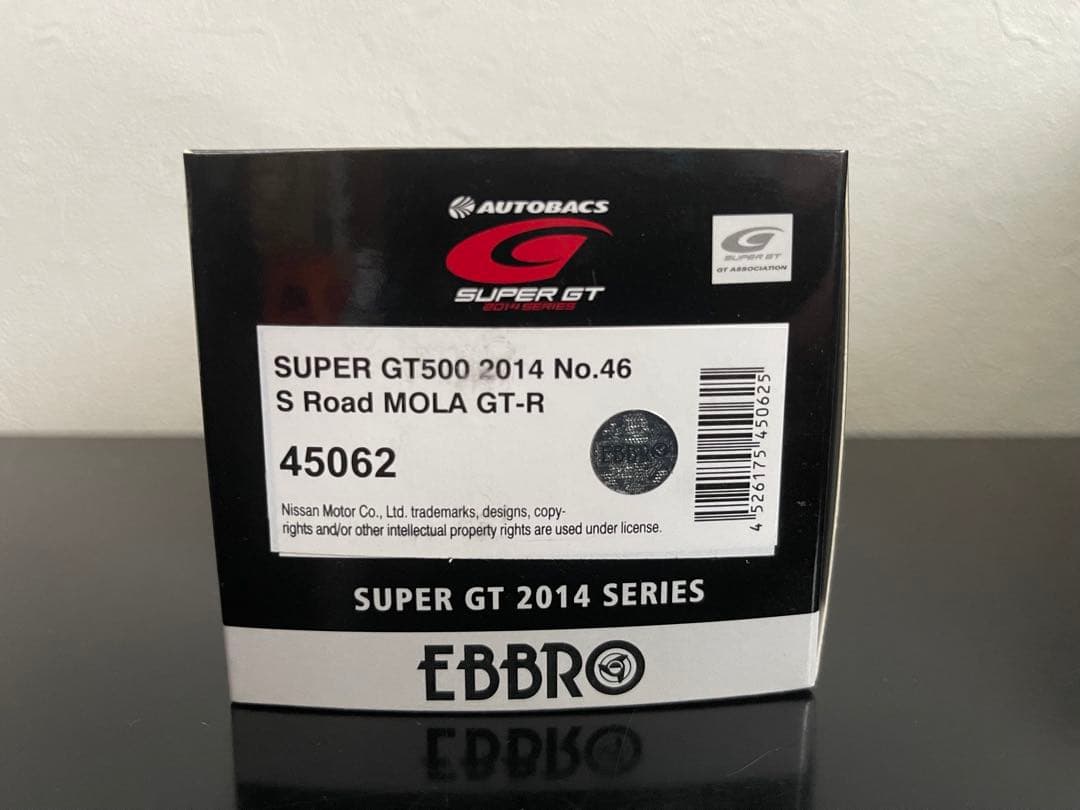 AUTOBACS
SUPER GT
2014 SERIES
SUPER GT
GT ASSOCIATION
SUPER GT500 2014 No.46
S Road MOLA GT-R
45062
EBBRO
4 526175 450625
Nissan Motor Co., Ltd. trademarks, designs, copy-
rights and/or other intellectual property rights are used under license.
SUPER GT 2014 SERIES
EBBRO